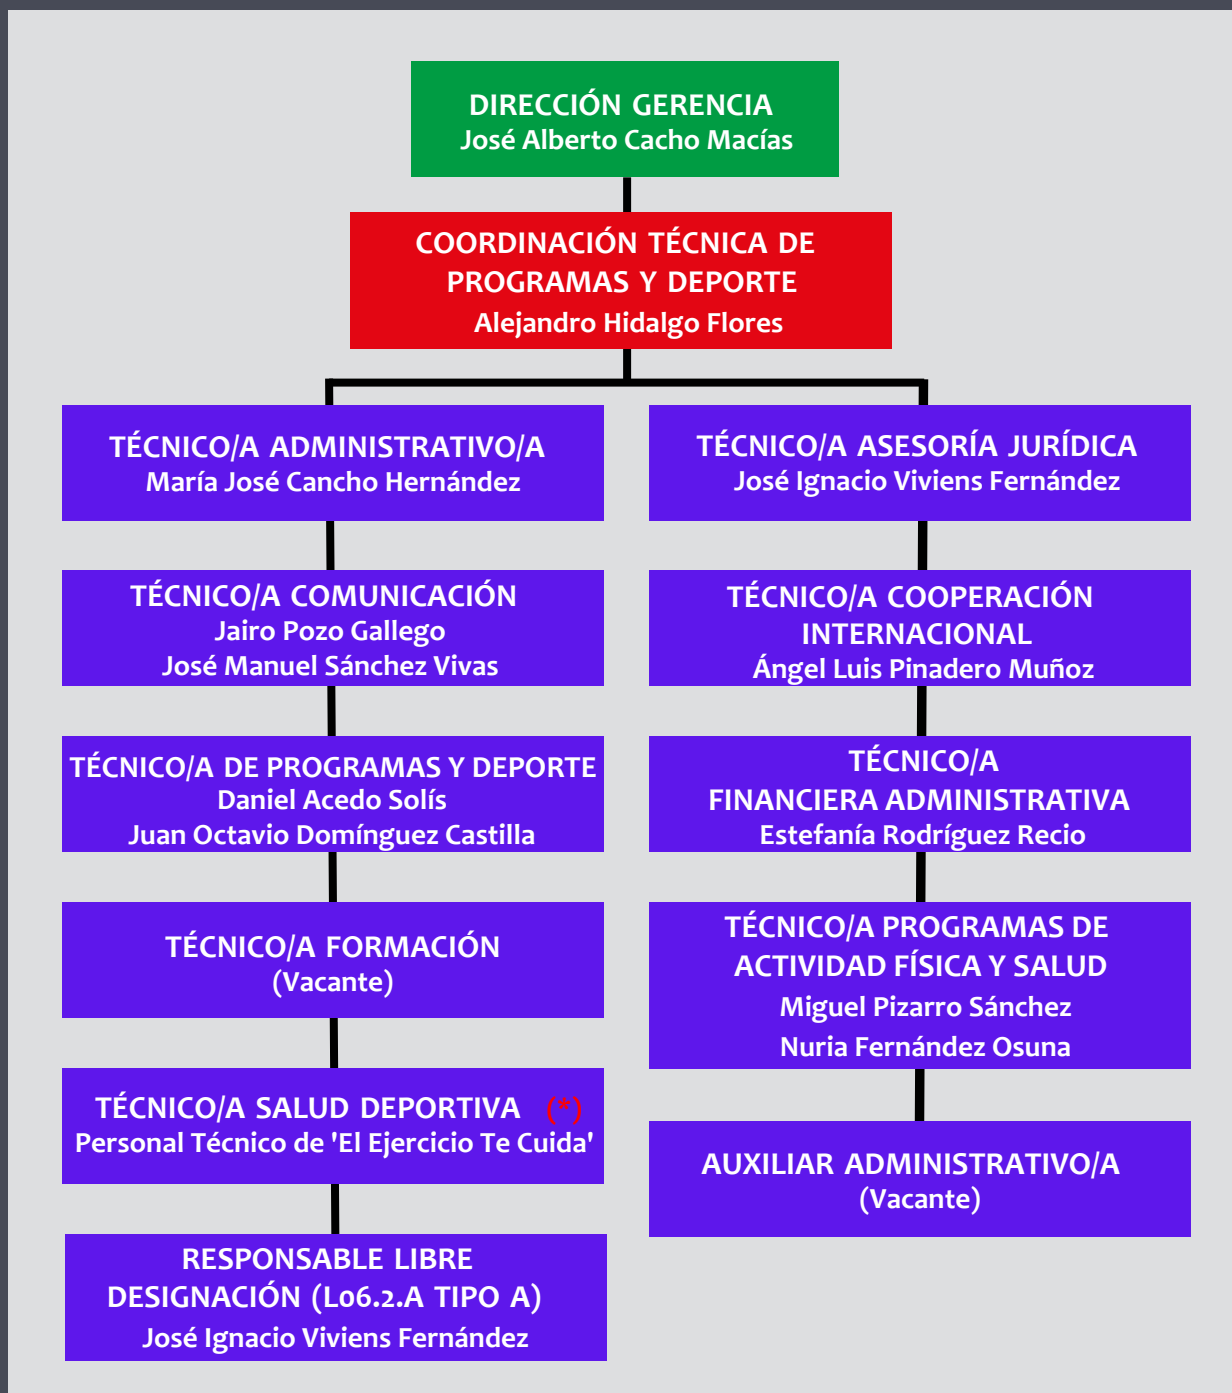 DIRECCIÓN GERENCIA
José Alberto Cacho Macías
COORDINACIÓN TÉCNICA DE
PROGRAMAS Y DEPORTE
Alejandro Hidalgo Flores
TÉCNICO/A ADMINISTRATIVO/A
María José Cancho Hernández
TÉCNICO/A COMUNICACIÓN
Jairo Pozo Gallego
José Manuel Sánchez Vivas
TÉCNICO/A DE PROGRAMAS Y DEPORTE
Daniel Acedo Solís
Juan Octavio Domínguez Castilla
TÉCNICO/A FORMACIÓN
(Vacante)
TÉCNICO/A SALUD DEPORTIVA (*)
Personal Técnico de 'El Ejercicio Te Cuida'
RESPONSABLE LIBRE
DESIGNACIÓN (L06.2.A TIPO A)
José Ignacio Viviens Fernández
TÉCNICO/A ASESORÍA JURÍDICA
José Ignacio Viviens Fernández
TÉCNICO/A COOPERACIÓN
INTERNACIONAL
Ángel Luis Pinadero Muñoz
TÉCNICO/A
FINANCIERA ADMINISTRATIVA
Estefanía Rodríguez Recio
TÉCNICO/A PROGRAMAS DE
ACTIVIDAD FÍSICA Y SALUD
Miguel Pizarro Sánchez
Nuria Fernández Osuna
AUXILIAR ADMINISTRATIVO/A
(Vacante)